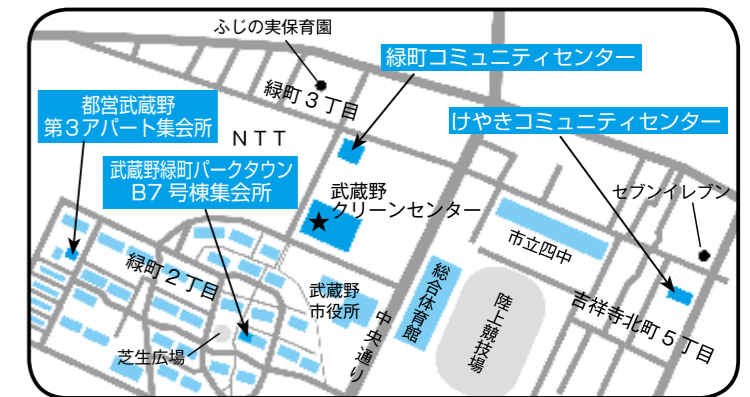 ふじの実保育園
緑町コミュニティセンター
緑町3丁目
都営武蔵野
第3アパート集会所
NTT
けやきコミュニティセンター
武蔵野緑町パークタウン
B7号棟集会所
武蔵野
クリーンセンター
セブンイレブン
市立四中
緑町2丁目
武蔵野
市役所
総合体育館
陸上競技場
中央通り
吉祥寺北町5丁目
芝生広場